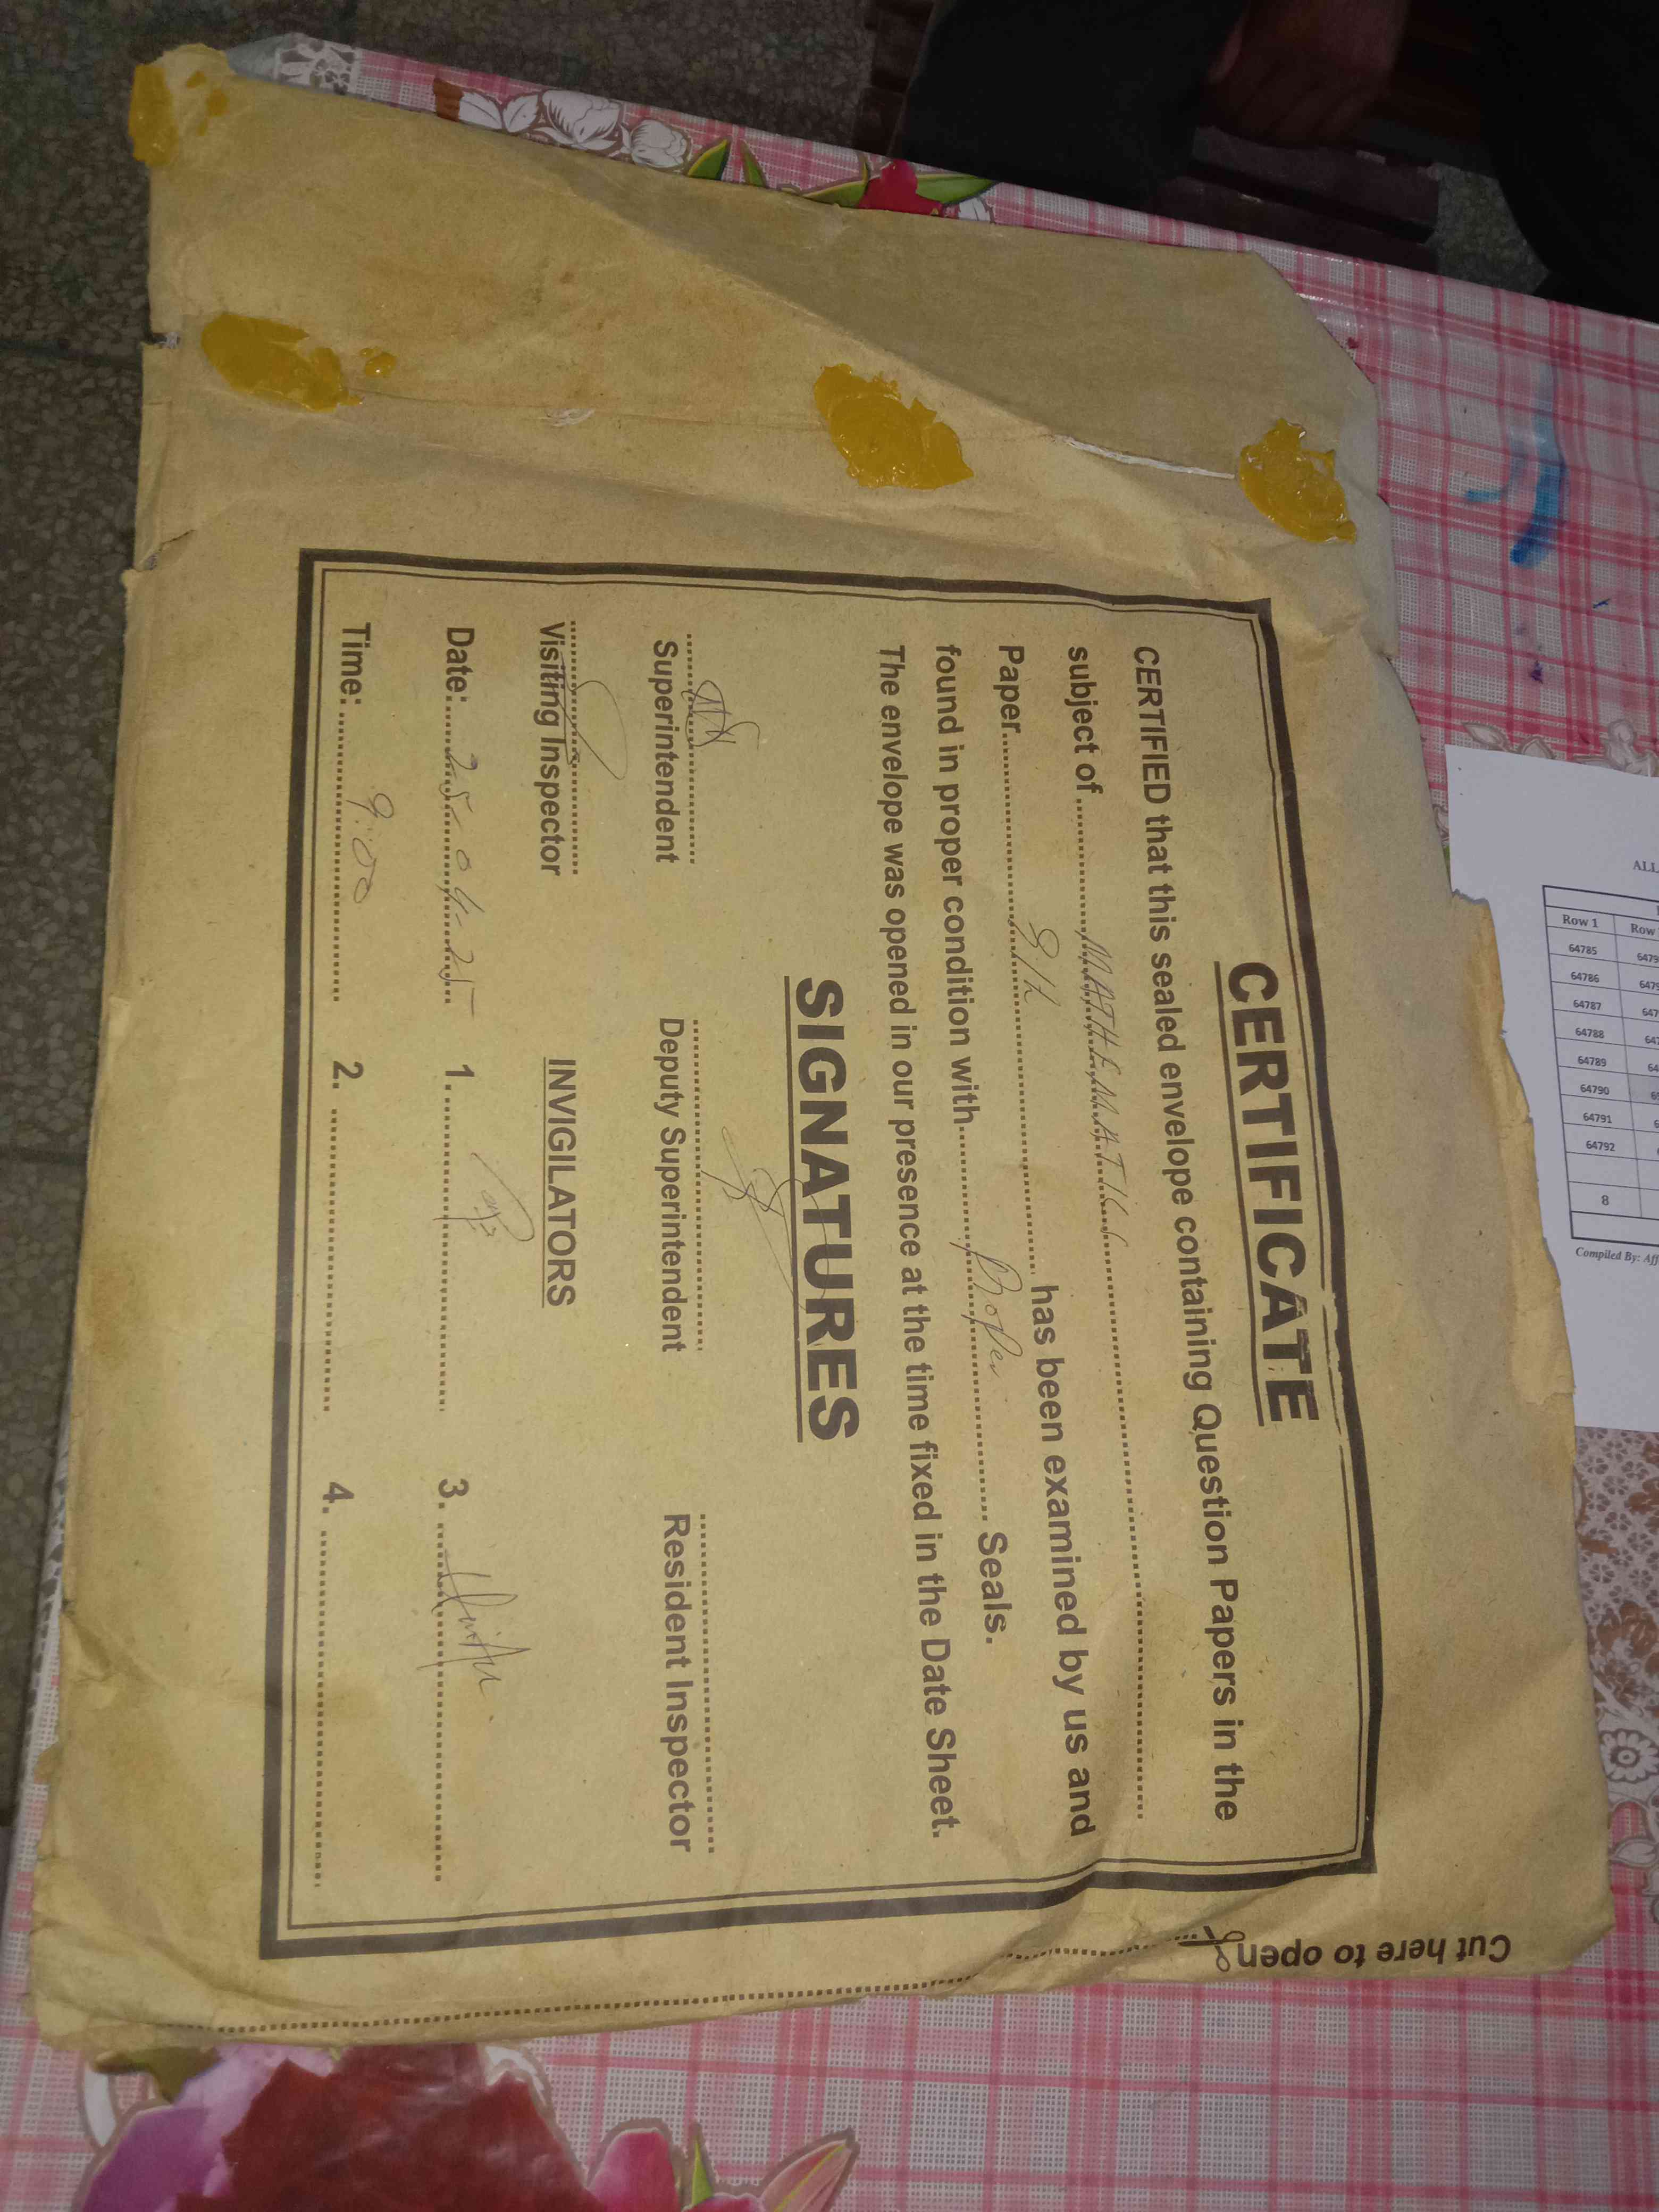 CERTIFICATE
CERTIFIED that this sealed envelope containing Question Papers in the
subject of MATHEMATICS
Paper 8th has been examined by us and
found in proper condition with Proper Seals.
The envelope was opened in our presence at the time fixed in the Date Sheet.
SIGNATURES
Superintendent Deputy Superintendent Resident Inspector
Visiting Inspector INVIGILATORS
Date: 25-04-25 1. 3.
Time: 9:00 2. 4.
Cut here to open
ALL
Row 1 Row
64785
64786
64787
64788
64789
64790
64791
64792
8
Compiled By: